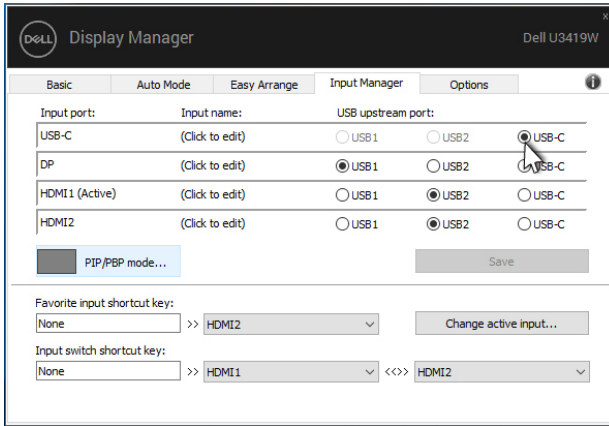 DELL Display Manager Dell U3419W
Basic Auto Mode Easy Arrange Input Manager Options
Input port: Input name: USB upstream port:
USB-C (Click to edit) USB1 USB2 USB-C
DP (Click to edit) USB1 USB2 USB-C
HDMI1 (Active) (Click to edit) USB1 USB2 USB-C
HDMI2 (Click to edit) USB1 USB2 USB-C
PIP/PBP mode... Save
Favorite input shortcut key:
None >> HDMI2 Change active input...
Input switch shortcut key:
None >> HDMI1 <<>> HDMI2